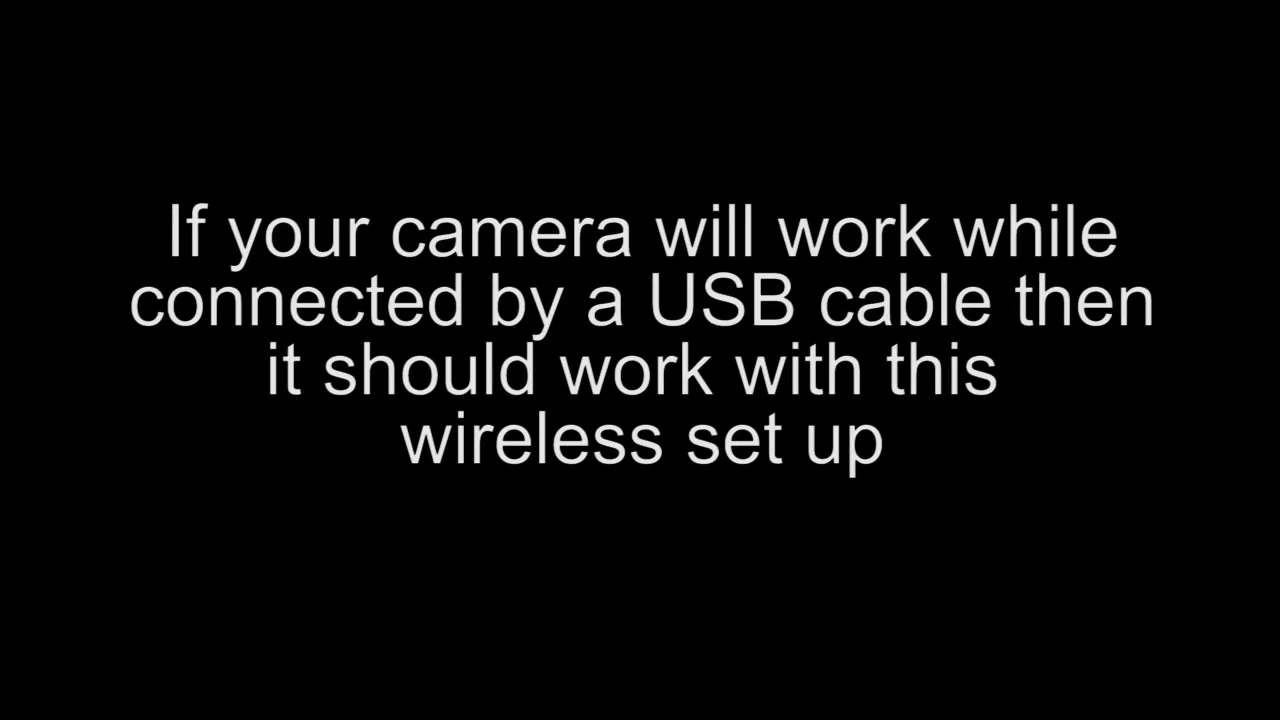 If your camera will work while
connected by a USB cable then
it should work with this
wireless set up